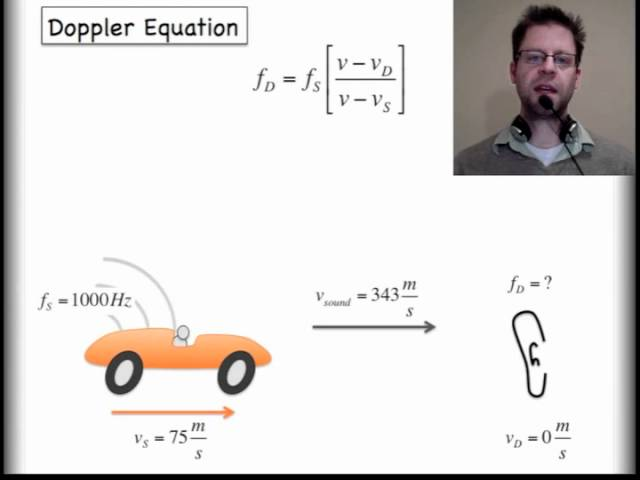 Doppler Equation
f_D = f_S [ (v − v_D) / (v − v_S) ]
f_S = 1000Hz
v_sound = 343 m/s
f_D = ?
v_S = 75 m/s
v_D = 0 m/s